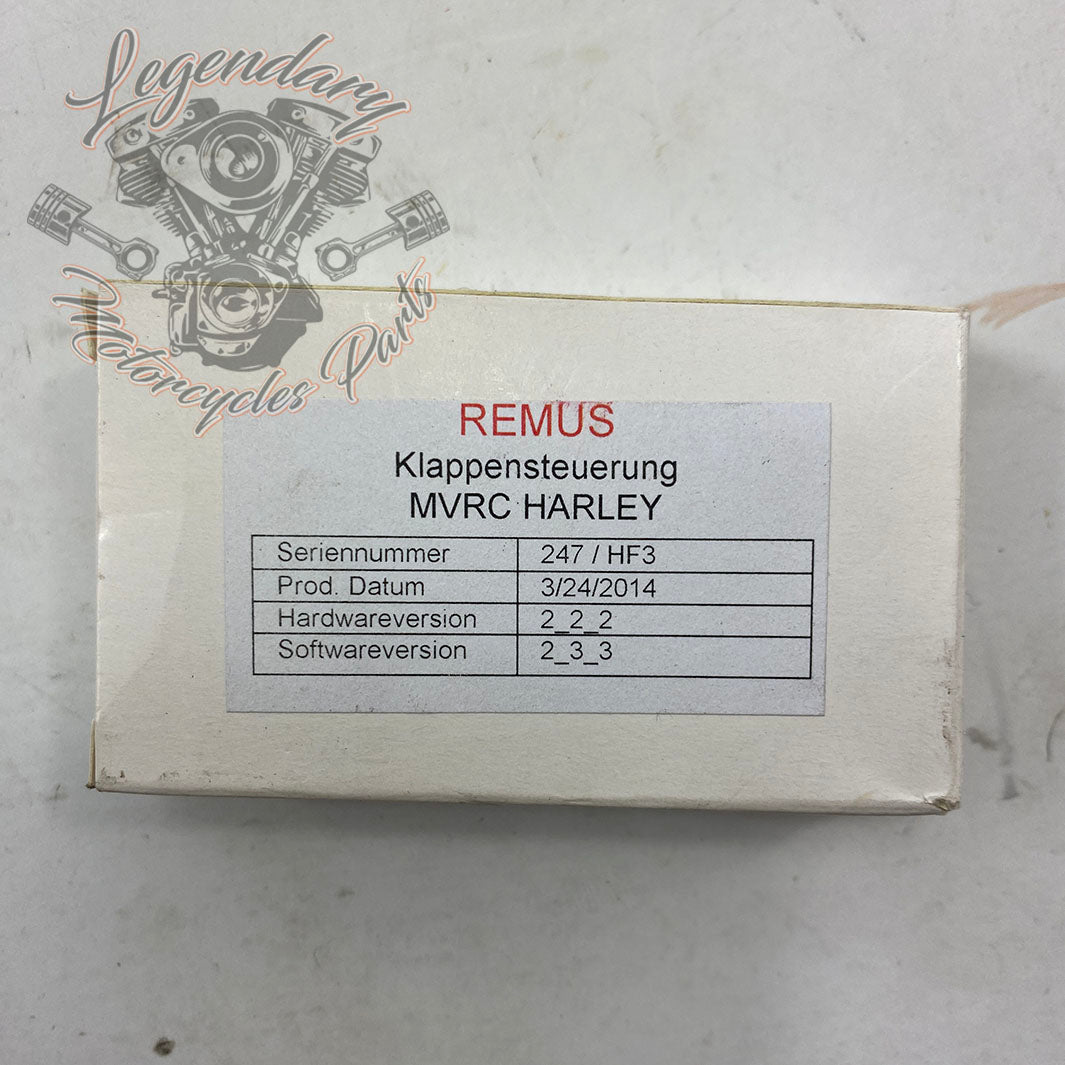 Legendary
Motorcycles Parts
REMUS
Klappensteuerung
MVRC HARLEY
Seriennummer 247 / HF3
Prod. Datum 3/24/2014
Hardwareversion 2_2_2
Softwareversion 2_3_3